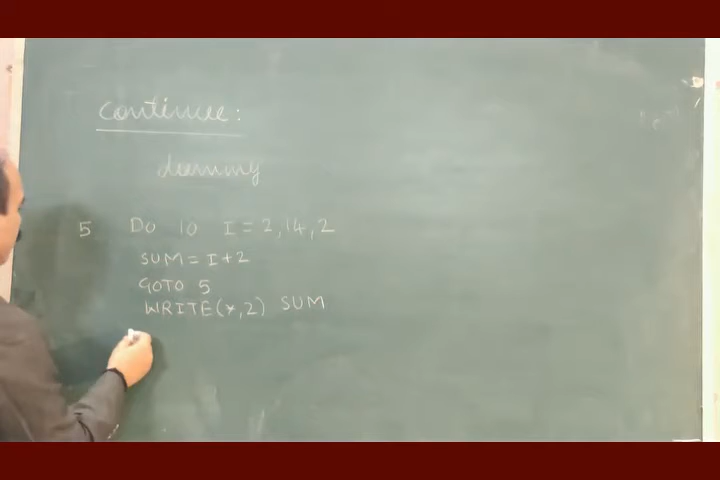 continue:
dummy
5 Do 10 I = 2,14,2
SUM = I+2
GOTO 5
WRITE(*,2) SUM